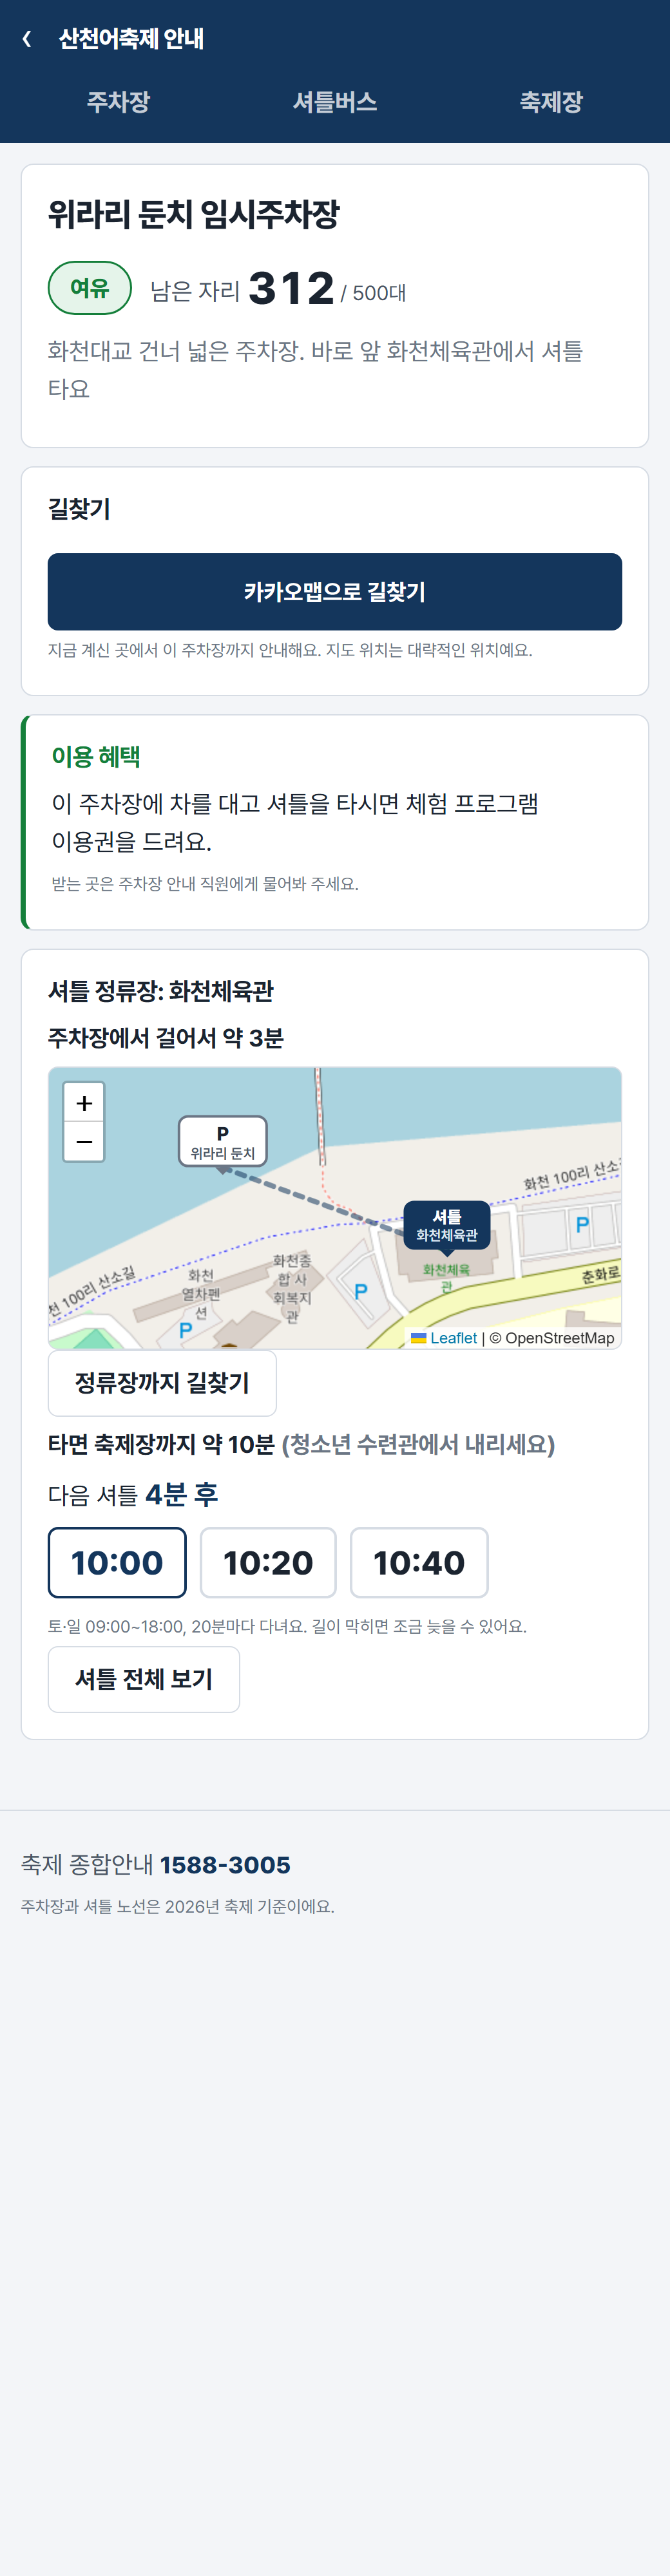 산천어축제 안내
주차장 셔틀버스 축제장
위라리 둔치 임시주차장
여유 남은 자리 312 / 500대
화천대교 건너 넓은 주차장. 바로 앞 화천체육관에서 셔틀
타요
길찾기
카카오맵으로 길찾기
지금 계신 곳에서 이 주차장까지 안내해요. 지도 위치는 대략적인 위치예요.
이용 혜택
이 주차장에 차를 대고 셔틀을 타시면 체험 프로그램
이용권을 드려요.
받는 곳은 주차장 안내 직원에게 물어봐 주세요.
셔틀 정류장: 화천체육관
주차장에서 걸어서 약 3분
+
−
P
위라리 둔치
화천 100리 산소
셔틀
화천체육관
P
화천체육
관
춘화로
화천종
합 사
회복지
관
P
화천
열차펜
션
P
천 100리 산소길
Leaflet | © OpenStreetMap
정류장까지 길찾기
타면 축제장까지 약 10분 (청소년 수련관에서 내리세요)
다음 셔틀 4분 후
10:00 10:20 10:40
토·일 09:00~18:00, 20분마다 다녀요. 길이 막히면 조금 늦을 수 있어요.
셔틀 전체 보기
축제 종합안내 1588-3005
주차장과 셔틀 노선은 2026년 축제 기준이에요.